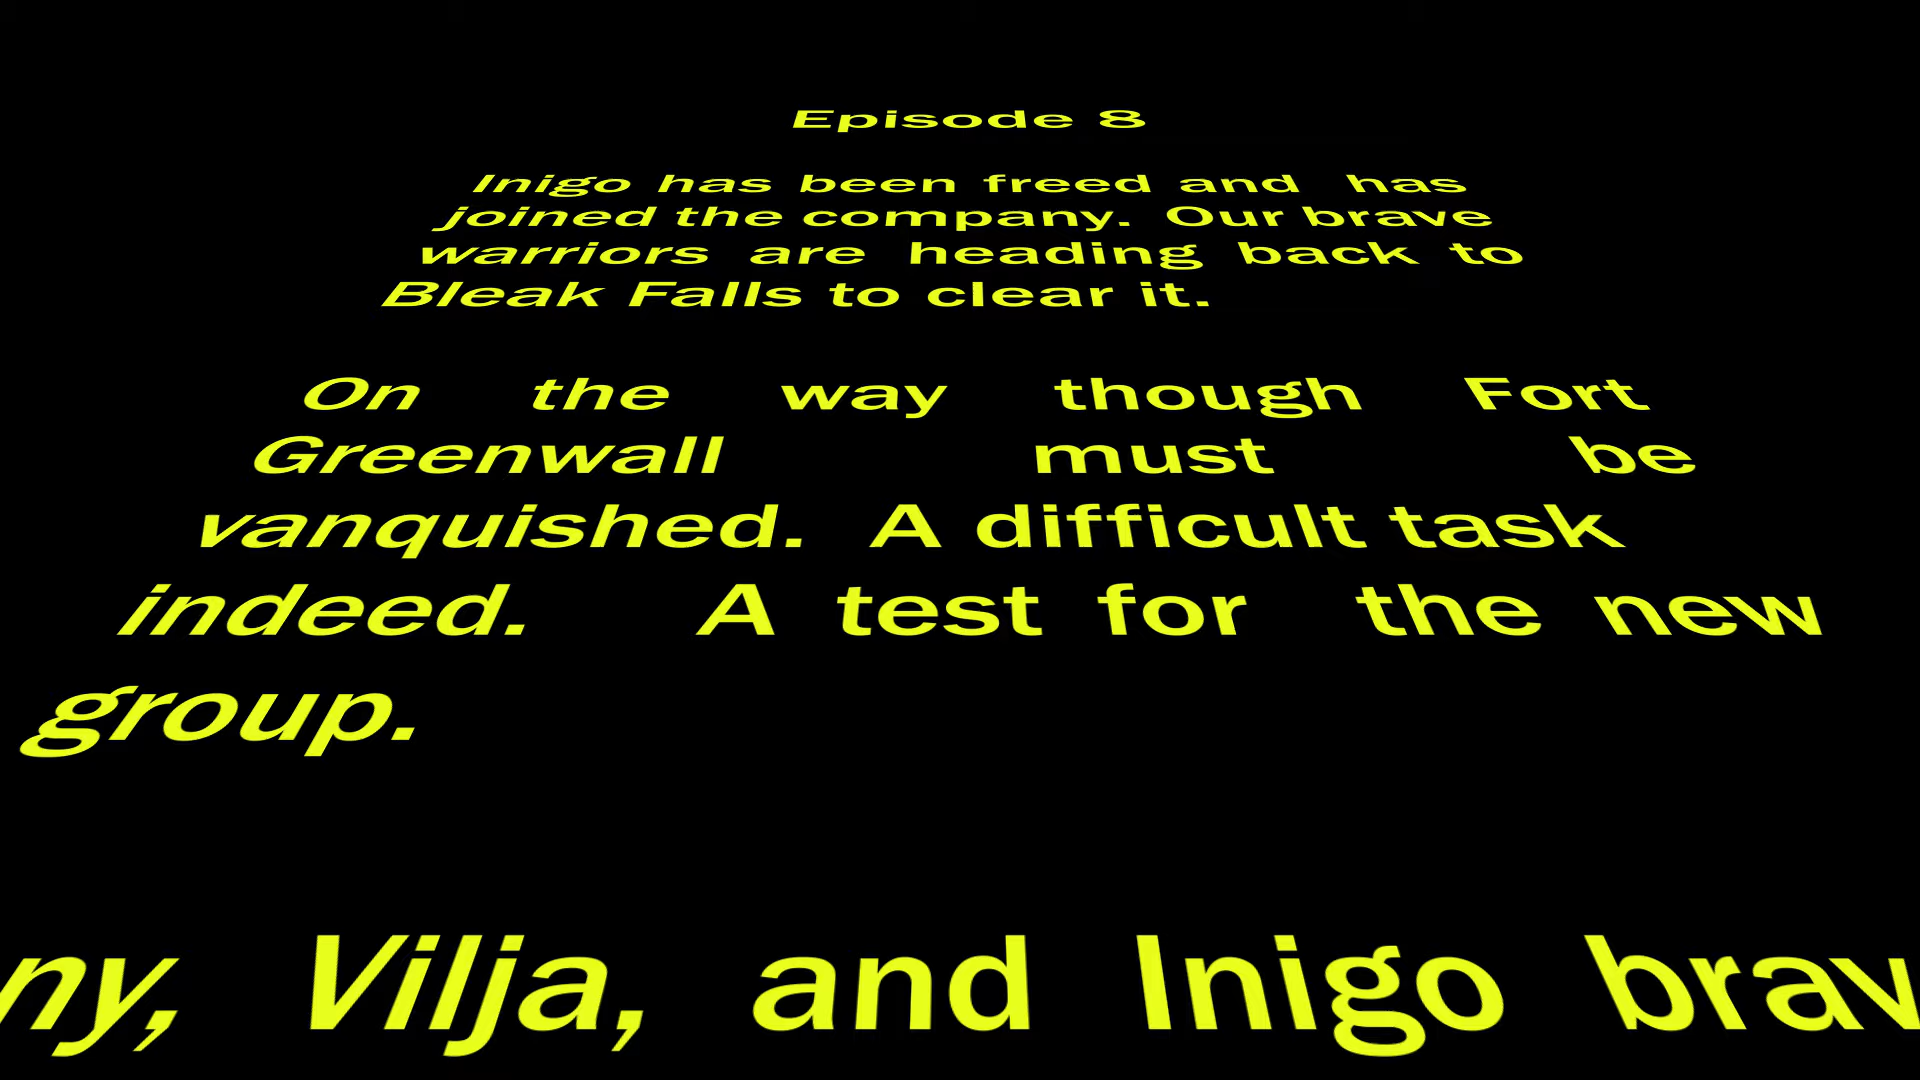 Episode 8
Inigo has been freed and has
joined the company. Our brave
warriors are heading back to
Bleak Falls to clear it.
On the way though Fort
Greenwall must be
vanquished. A difficult task
indeed. A test for the new
group.
Vilja, and Inigo